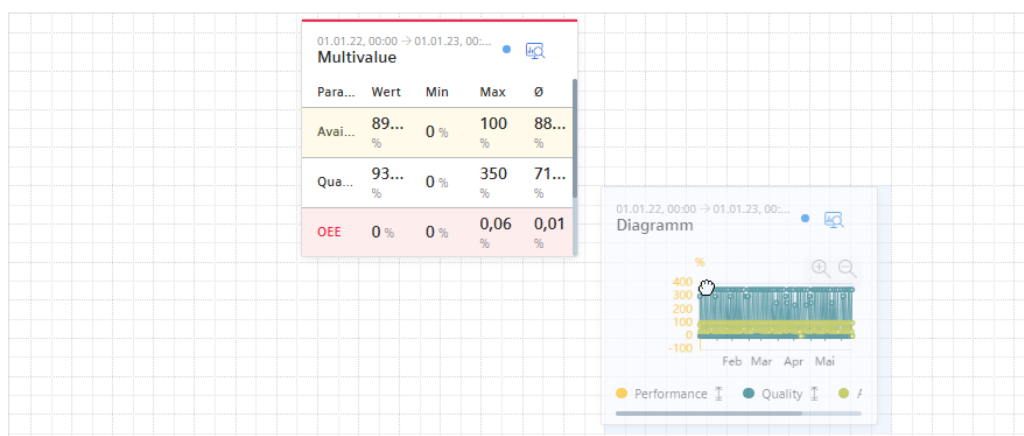 01.01.22, 00:00 → 01.01.23, 00:...
Multivalue
Para... Wert Min Max Ø
Avai... 89... % 0 % 100 % 88... %
Qua... 93... % 0 % 350 % 71... %
OEE 0 % 0 % 0,06 % 0,01 %
01.01.22, 00:00 → 01.01.23, 00:...
Diagramm
%
400
300
200
100
0
-100
Feb Mar Apr Mai
Performance Quality